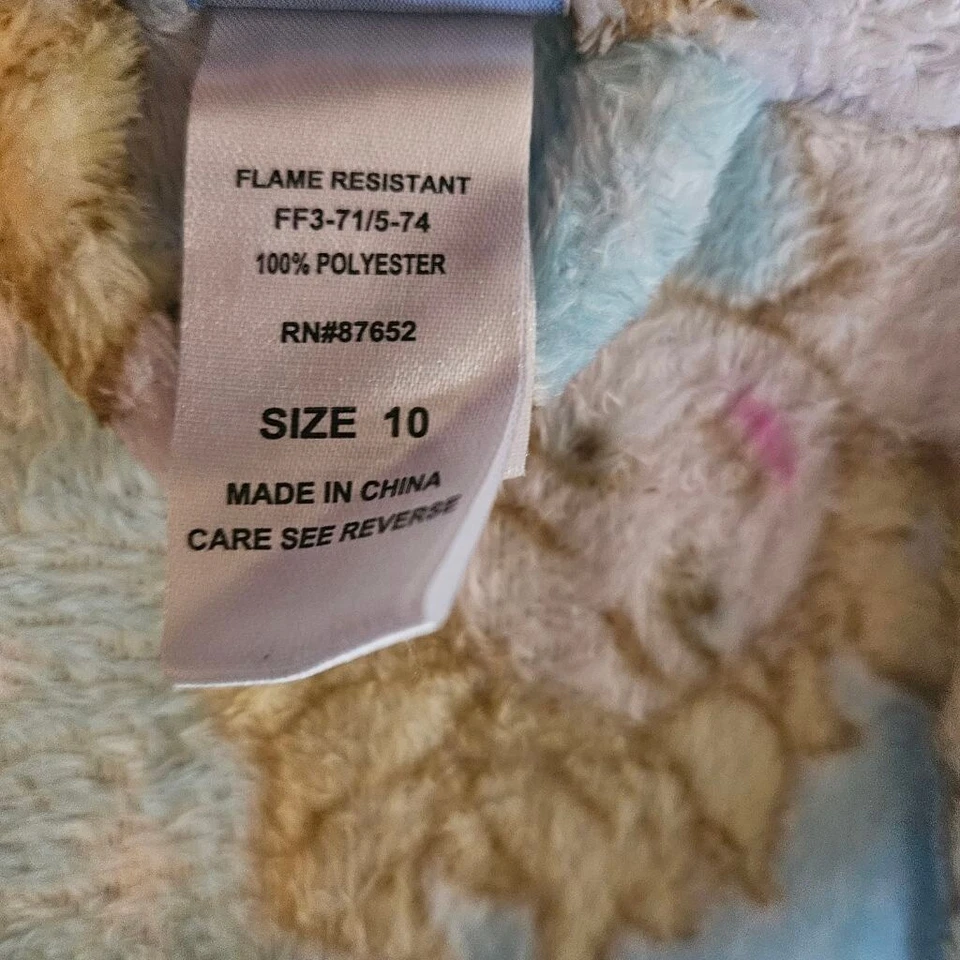 FLAME RESISTANT
FF3-71/5-74
100% POLYESTER
RN#87652
SIZE 10
MADE IN CHINA
CARE SEE REVERSE